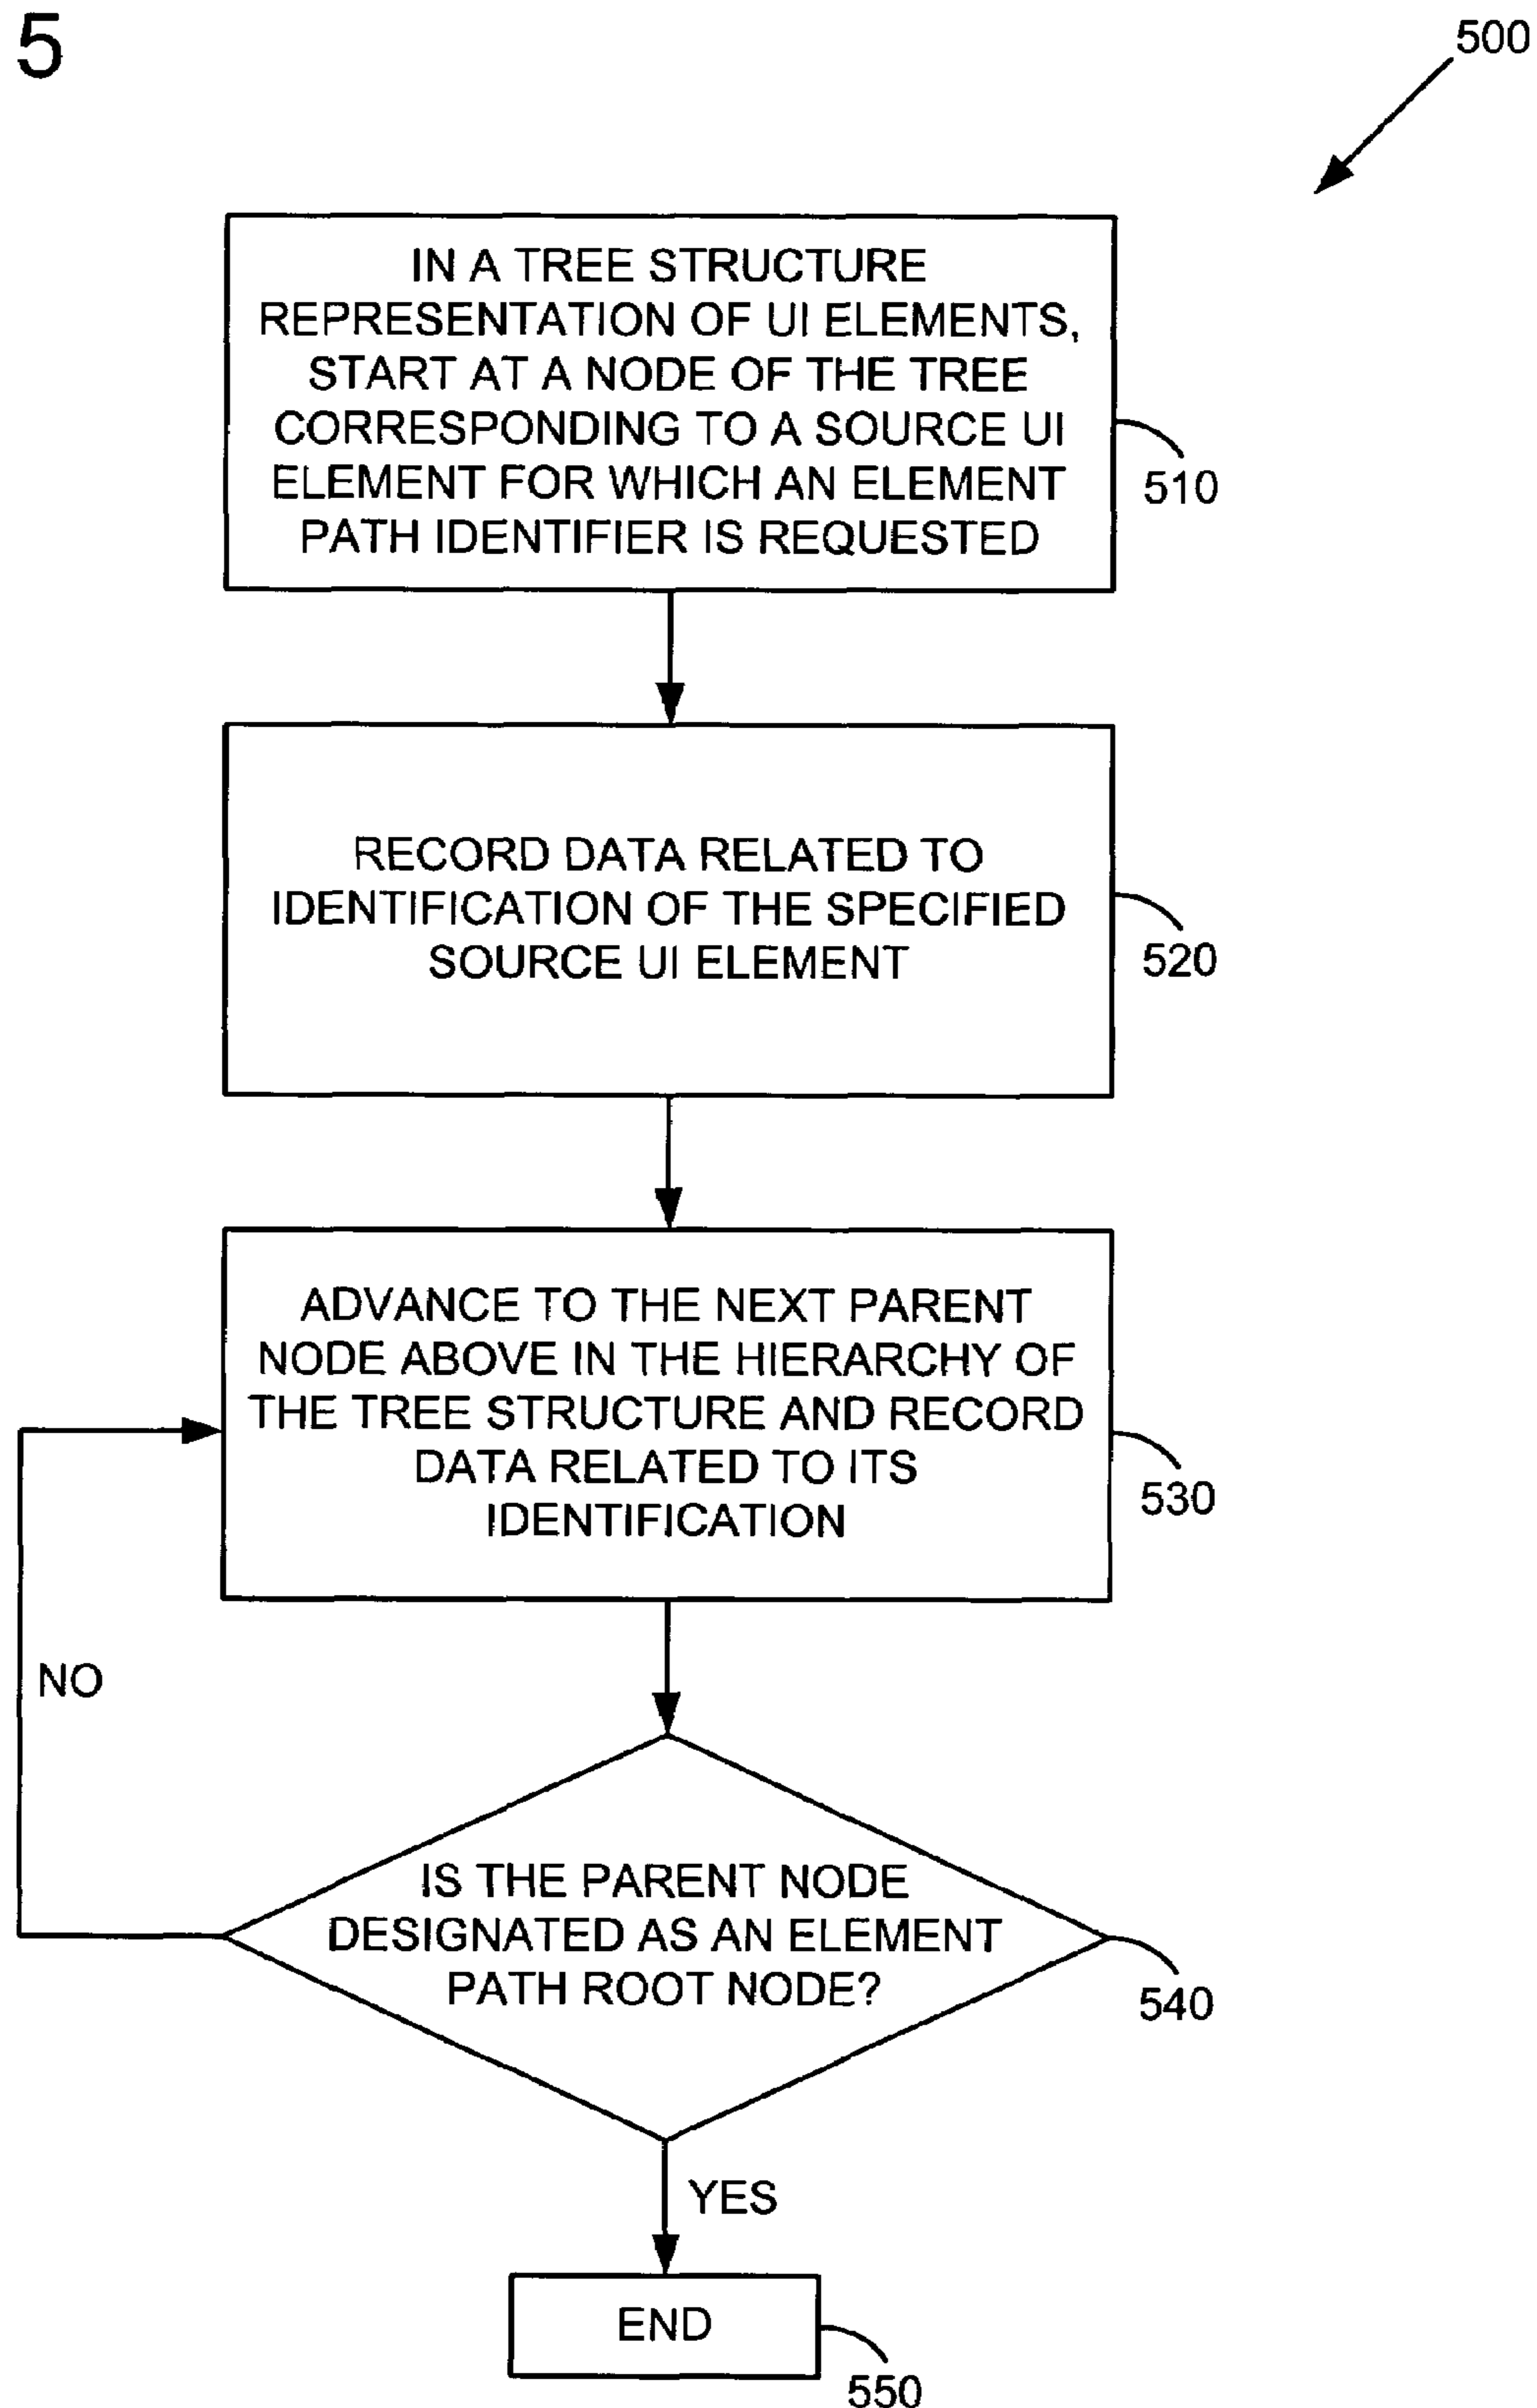 5
500
IN A TREE STRUCTURE
REPRESENTATION OF UI ELEMENTS,
START AT A NODE OF THE TREE
CORRESPONDING TO A SOURCE UI
ELEMENT FOR WHICH AN ELEMENT
PATH IDENTIFIER IS REQUESTED
510
RECORD DATA RELATED TO
IDENTIFICATION OF THE SPECIFIED
SOURCE UI ELEMENT
520
ADVANCE TO THE NEXT PARENT
NODE ABOVE IN THE HIERARCHY OF
THE TREE STRUCTURE AND RECORD
DATA RELATED TO ITS
IDENTIFICATION
530
NO
IS THE PARENT NODE
DESIGNATED AS AN ELEMENT
PATH ROOT NODE?
540
YES
END
550